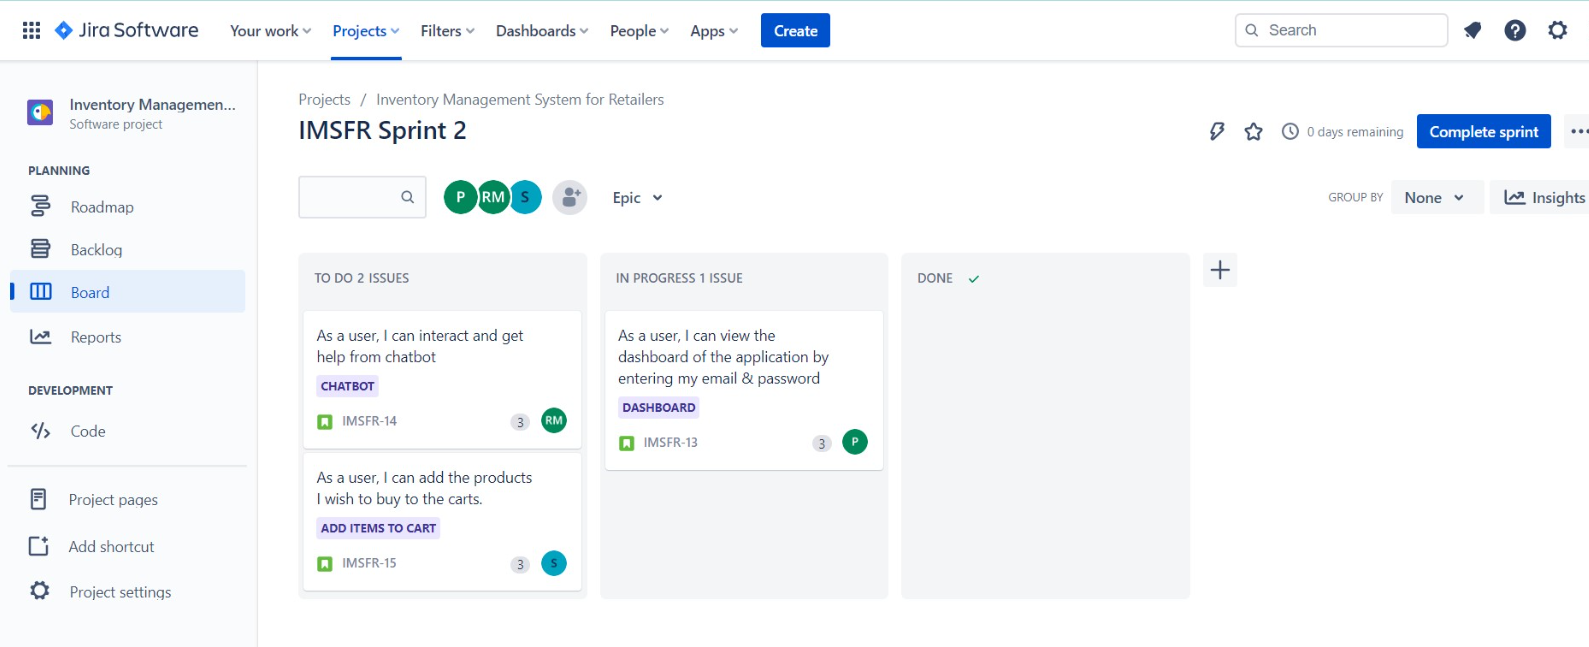 Jira Software
Your work
Projects
Filters
Dashboards
People
Apps
Create
Search
Inventory Managemen...
Software project
PLANNING
Roadmap
Backlog
Board
Reports
DEVELOPMENT
Code
Project pages
Add shortcut
Project settings
Projects / Inventory Management System for Retailers
IMSFR Sprint 2
0 days remaining
Complete sprint
P
RM
S
Epic
GROUP BY
None
Insights
TO DO 2 ISSUES
As a user, I can interact and get
help from chatbot
CHATBOT
IMSFR-14
3
RM
As a user, I can add the products
I wish to buy to the carts.
ADD ITEMS TO CART
IMSFR-15
3
S
IN PROGRESS 1 ISSUE
As a user, I can view the
dashboard of the application by
entering my email & password
DASHBOARD
IMSFR-13
3
P
DONE